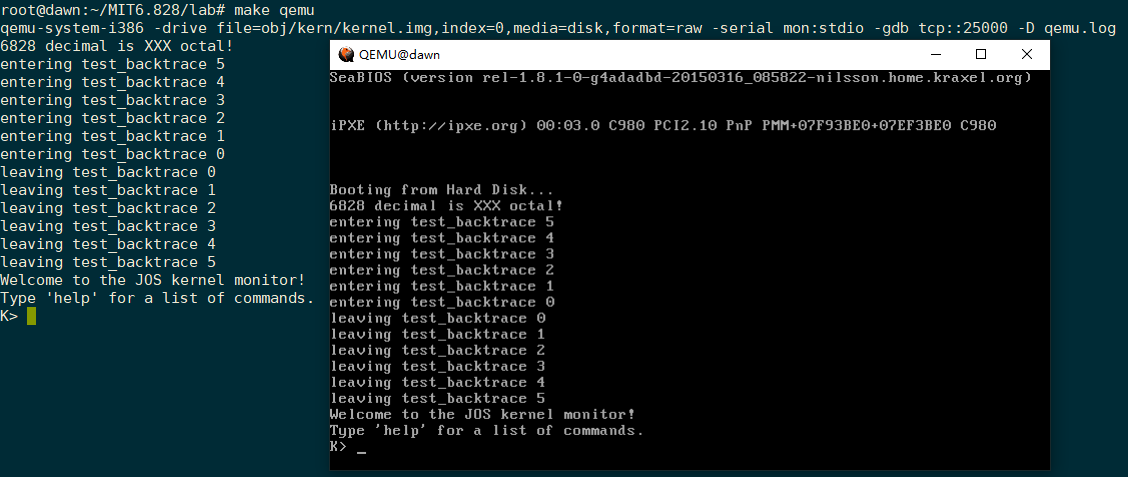 root@dawn:~/MIT6.828/lab# make qemu
qemu-system-i386 -drive file=obj/kern/kernel.img,index=0,media=disk,format=raw -serial mon:stdio -gdb tcp::25000 -D qemu.log
6828 decimal is XXX octal!
entering test_backtrace 5
entering test_backtrace 4
entering test_backtrace 3
entering test_backtrace 2
entering test_backtrace 1
entering test_backtrace 0
leaving test_backtrace 0
leaving test_backtrace 1
leaving test_backtrace 2
leaving test_backtrace 3
leaving test_backtrace 4
leaving test_backtrace 5
Welcome to the JOS kernel monitor!
Type 'help' for a list of commands.
K>
QEMU@dawn
SeaBIOS (version rel-1.8.1-0-g4adadbd-20150316_085822-nilsson.home.kraxel.org)
iPXE (http://ipxe.org) 00:03.0 C980 PCI2.10 PnP PMM+07F93BE0+07EF3BE0 C980
Booting from Hard Disk...
6828 decimal is XXX octal!
entering test_backtrace 5
entering test_backtrace 4
entering test_backtrace 3
entering test_backtrace 2
entering test_backtrace 1
entering test_backtrace 0
leaving test_backtrace 0
leaving test_backtrace 1
leaving test_backtrace 2
leaving test_backtrace 3
leaving test_backtrace 4
leaving test_backtrace 5
Welcome to the JOS kernel monitor!
Type 'help' for a list of commands.
K> _